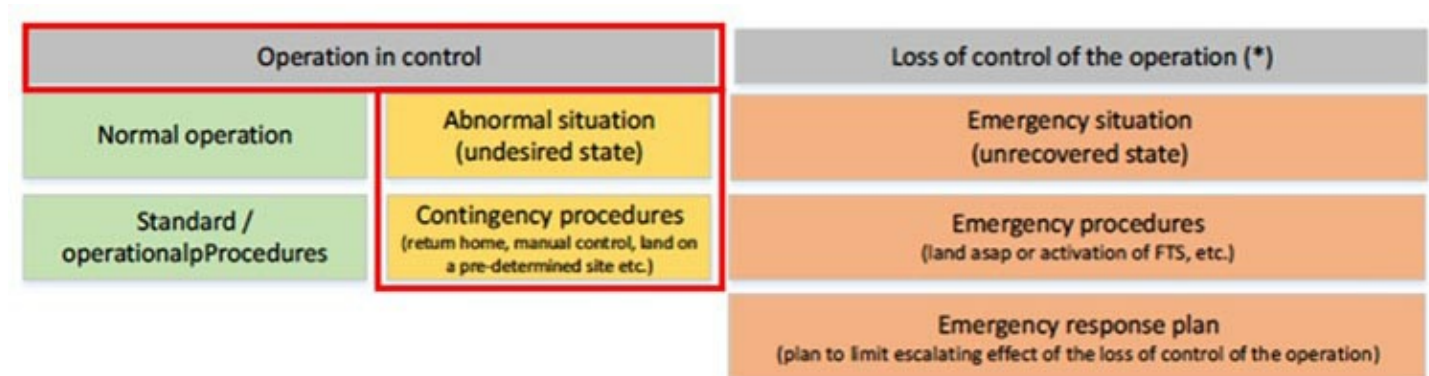 Operation in control
Loss of control of the operation (*)
Normal operation
Abnormal situation
(undesired state)
Emergency situation
(unrecovered state)
Standard /
operationalpProcedures
Contingency procedures
(return home, manual control, land on
a pre-determined site etc.)
Emergency procedures
(land asap or activation of FTS, etc.)
Emergency response plan
(plan to limit escalating effect of the loss of control of the operation)